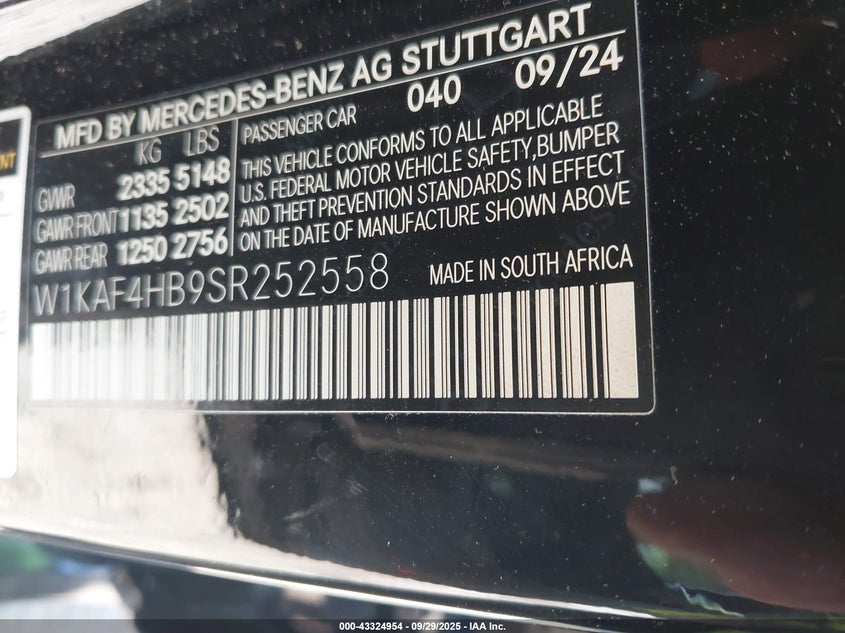 MFD BY MERCEDES-BENZ AG STUTTGART
KG LBS
GVWR 2335 5148
GAWR FRONT 1135 2502
GAWR REAR 1250 2756
040 09/24
PASSENGER CAR
THIS VEHICLE CONFORMS TO ALL APPLICABLE
U.S. FEDERAL MOTOR VEHICLE SAFETY,BUMPER
AND THEFT PREVENTION STANDARDS IN EFFECT
ON THE DATE OF MANUFACTURE SHOWN ABOVE
W1KAF4HB9SR252558
MADE IN SOUTH AFRICA
000-43324954 - 09/29/2025 - IAA Inc.